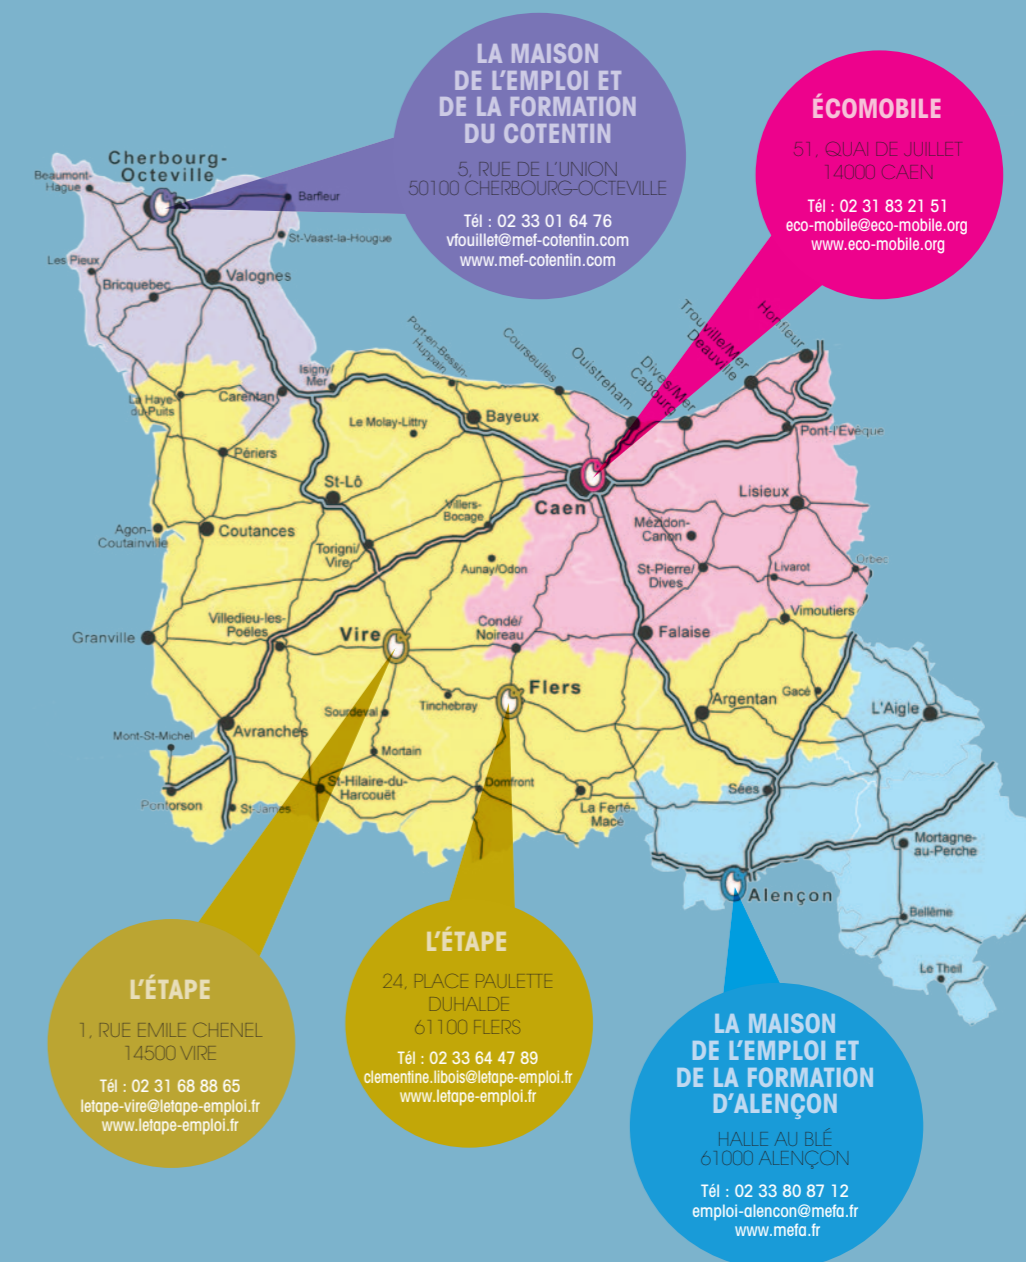 LA MAISON
DE L'EMPLOI ET
DE LA FORMATION
DU COTENTIN
5, RUE DE L'UNION
50100 CHERBOURG-OCTEVILLE
Tél : 02 33 01 64 76
vfouillet@mef-cotentin.com
www.mef-cotentin.com
ÉCOMOBILE
51, QUAI DE JUILLET
14000 CAEN
Tél : 02 31 83 21 51
eco-mobile@eco-mobile.org
www.eco-mobile.org
Cherbourg-
Octeville
Beaumont-
Hague
Barfleur
St-Vaast-la-Hougue
Les Pieux
Valognes
Bricquebec
Isigny/
Mer
Carentan
La Haye-
du-Puits
Port-en-Bessin
Huppain
Courseulles
Ouistreham
Dives/Mer
Cabourg
Trouville/Mer
Deauville
Honfleur
Le Molay-Littry
Bayeux
Pont-l'Evêque
Périers
St-Lô
Villers-
Bocage
Caen
Lisieux
Agon-
Coutainville
Coutances
Torigni/
Vire
Aunay/Odon
Mézidon-
Canon
St-Pierre/
Dives
Livarot
Orbec
Villedieu-les-
Poëles
Granville
Vire
Condé/
Noireau
Falaise
Vimoutiers
Flers
Tinchebray
Sourdeval
Argentan
Gacé
L'Aigle
Avranches
Mont-St-Michel
Mortain
Pontorson
St-James
St-Hilaire-du-
Harcouët
Domfront
La Ferté-
Macé
Sées
Mortagne-
au-Perche
Alençon
Bellême
Le Theil
L'ÉTAPE
1, RUE EMILE CHENEL
14500 VIRE
Tél : 02 31 68 88 65
letape-vire@letape-emploi.fr
www.letape-emploi.fr
L'ÉTAPE
24, PLACE PAULETTE
DUHALDE
61100 FLERS
Tél : 02 33 64 47 89
clementine.libois@letape-emploi.fr
www.letape-emploi.fr
LA MAISON
DE L'EMPLOI ET
DE LA FORMATION
D'ALENÇON
HALLE AU BLÉ
61000 ALENÇON
Tél : 02 33 80 87 12
emploi-alencon@mefa.fr
www.mefa.fr